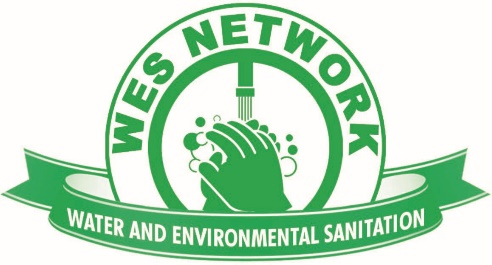 WES NETWORK
WATER AND ENVIRONMENTAL SANITATION